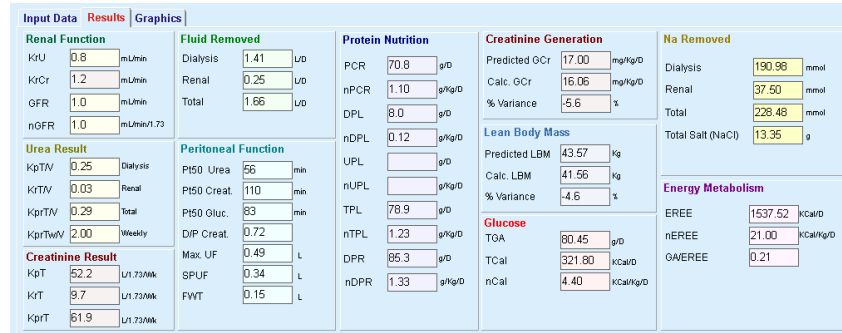 Input Data Results Graphics
Renal Function
KrU 0.8 mL/min
KrCr 1.2 mL/min
GFR 1.0 mL/min
nGFR 1.0 mL/min/1.73
Urea Result
KpT/V 0.25 Dialysis
KrT/V 0.03 Renal
KprT/V 0.29 Total
KprTw/V 2.00 Weekly
Creatinine Result
KpT 52.2 L/1.73/Wk
KrT 9.7 L/1.73/Wk
KprT 61.9 L/1.73/Wk
Fluid Removed
Dialysis 1.41 L/D
Renal 0.25 L/D
Total 1.66 L/D
Peritoneal Function
Pt50 Urea 56 min
Pt50 Creat. 110 min
Pt50 Gluc. 83 min
D/P Creat. 0.72
Max. UF 0.49 L
SPUF 0.34 L
FWT 0.15 L
Protein Nutrition
PCR 70.8 g/D
nPCR 1.10 g/Kg/D
DPL 8.0 g/D
nDPL 0.12 g/Kg/D
UPL g/D
nUPL g/Kg/D
TPL 78.9 g/D
nTPL 1.23 g/Kg/D
DPR 85.3 g/D
nDPR 1.33 g/Kg/D
Creatinine Generation
Predicted GCr 17.00 mg/Kg/D
Calc. GCr 16.06 mg/Kg/D
% Variance -5.6 %
Lean Body Mass
Predicted LBM 43.57 Kg
Calc. LBM 41.56 Kg
% Variance -4.6 %
Glucose
TGA 80.45 g/D
TCal 321.80 KCal/D
nCal 4.40 KCal/Kg/D
Na Removed
Dialysis 190.98 mmol
Renal 37.50 mmol
Total 228.48 mmol
Total Salt (NaCl) 13.35 g
Energy Metabolism
EREE 1537.52 KCal/D
nEREE 21.00 KCal/Kg/D
GA/EREE 0.21